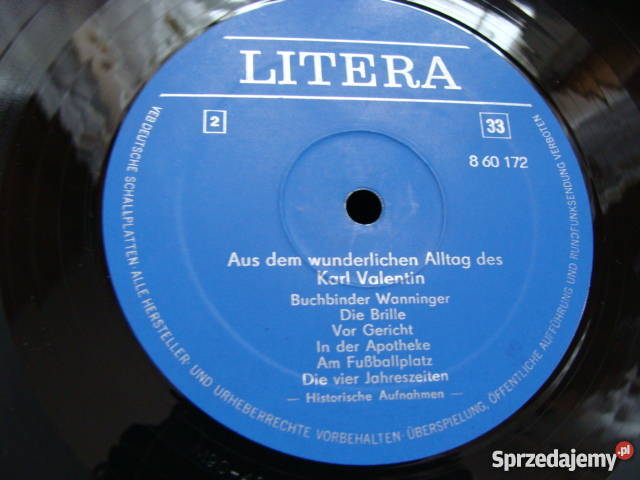 LITERA
2
33
8 60 172
Aus dem wunderlichen Alltag des
Karl Valentin
Buchbinder Wanninger
Die Brille
Vor Gericht
In der Apotheke
Am Fußballplatz
Die vier Jahreszeiten
— Historische Aufnahmen —
VEB DEUTSCHE SCHALLPLATTEN · ALLE HERSTELLER- UND URHEBERRECHTE VORBEHALTEN · ÜBERSPIELUNG, ÖFFENTLICHE AUFFÜHRUNG UND RUNDFUNKSENDUNG VERBOTEN
Sprzedajemy.pl